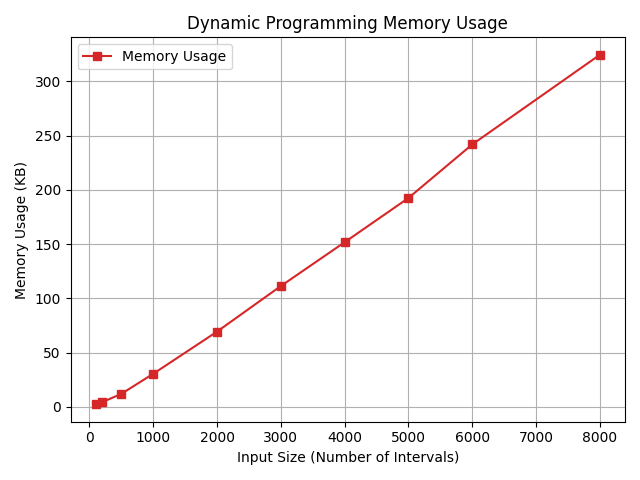 Dynamic Programming Memory Usage
Memory Usage
300
250
200
150
100
50
0
Memory Usage (KB)
0 1000 2000 3000 4000 5000 6000 7000 8000
Input Size (Number of Intervals)